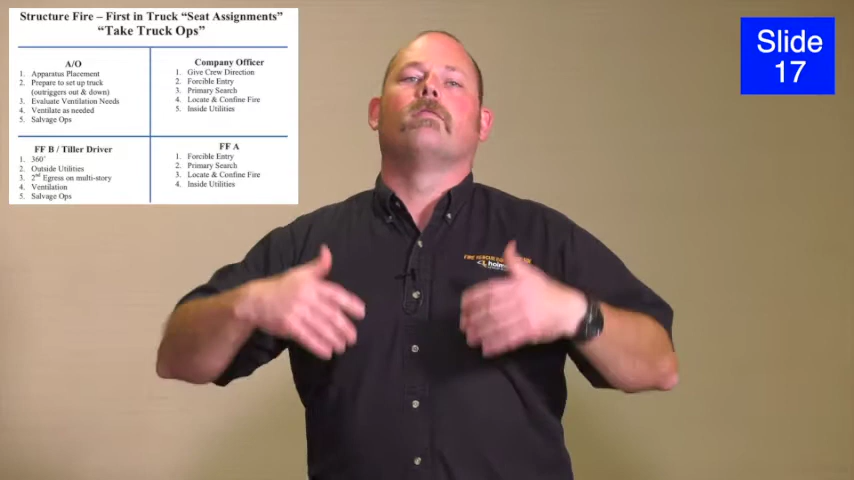 Structure Fire – First in Truck “Seat Assignments”
“Take Truck Ops”
A/O
1. Apparatus Placement
2. Prepare to set up truck
(outriggers out & down)
3. Evaluate Ventilation Needs
4. Ventilate as needed
5. Salvage Ops
Company Officer
1. Give Crew Direction
2. Forcible Entry
3. Primary Search
4. Locate & Confine Fire
5. Inside Utilities
FF B / Tiller Driver
1. 360˚
2. Outside Utilities
3. 2nd Egress on multi-story
4. Ventilation
5. Salvage Ops
FF A
1. Forcible Entry
2. Primary Search
3. Locate & Confine Fire
4. Inside Utilities
Slide
17
FIRE RESCUE